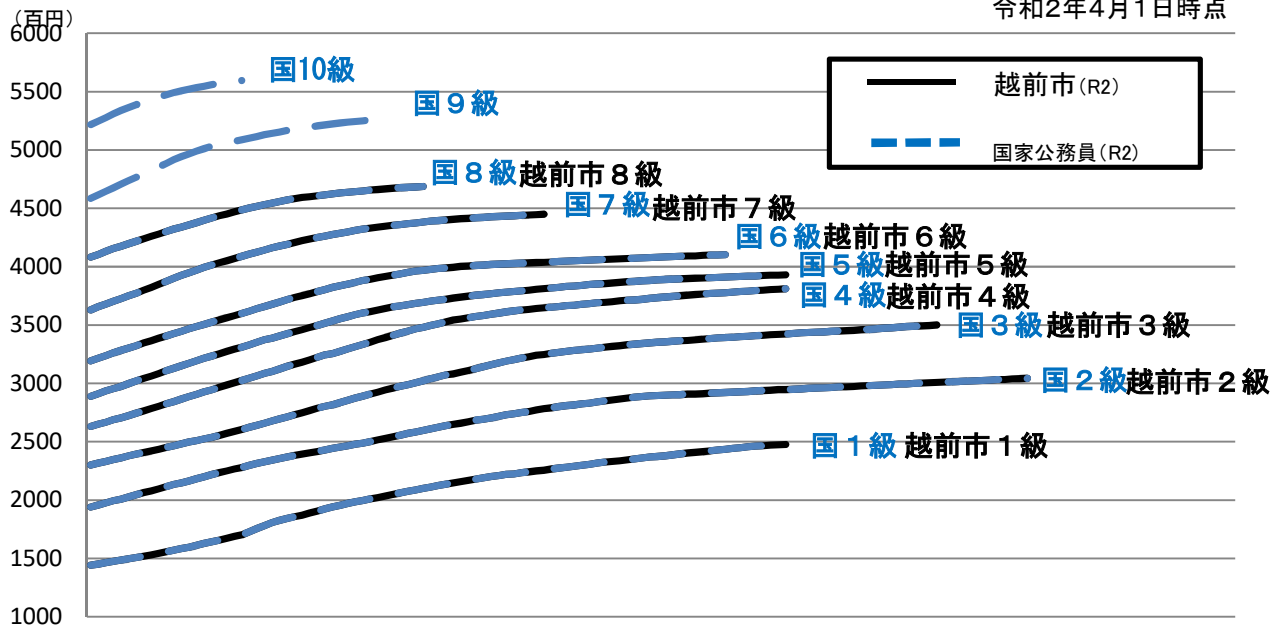 令和2年4月1日時点
(百円)
6000
5500
5000
4500
4000
3500
3000
2500
2000
1500
1000
越前市(R2)
国家公務員(R2)
国10級
国9級
国8級 越前市8級
国7級 越前市7級
国6級 越前市6級
国5級 越前市5級
国4級 越前市4級
国3級 越前市3級
国2級 越前市2級
国1級 越前市1級